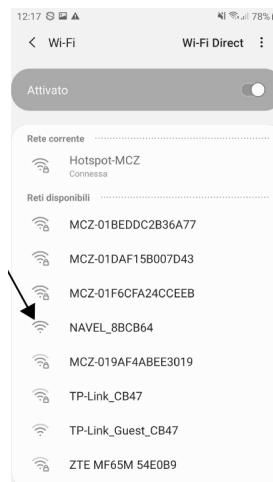 12:17 78%
Wi-Fi Wi-Fi Direct
Attivato
Rete corrente
Hotspot-MCZ
Connessa
Reti disponibili
MCZ-01BEDDC2B36A77
MCZ-01DAF15B007D43
MCZ-01F6CFA24CCEEB
NAVEL_8BCB64
MCZ-019AF4ABEE3019
TP-Link_CB47
TP-Link_Guest_CB47
ZTE MF65M 54E0B9